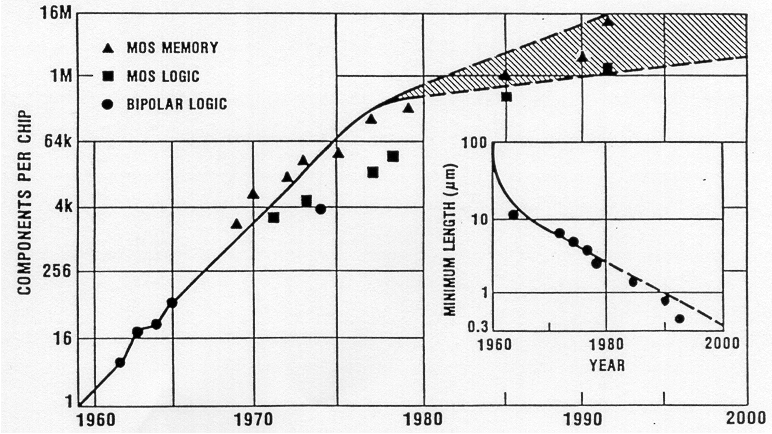 16M
1M
64k
4k
256
16
1
COMPONENTS PER CHIP
MOS MEMORY
MOS LOGIC
BIPOLAR LOGIC
1960
1970
1980
1990
2000
MINIMUM LENGTH (μm)
100
10
1
0.3
1960
1980
2000
YEAR